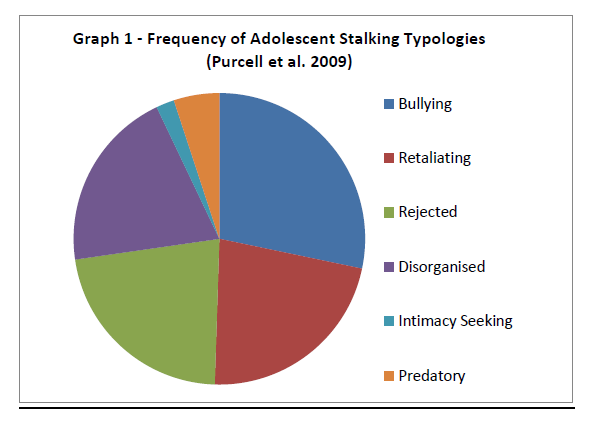 Graph 1 - Frequency of Adolescent Stalking Typologies
(Purcell et al. 2009)
Bullying
Retaliating
Rejected
Disorganised
Intimacy Seeking
Predatory